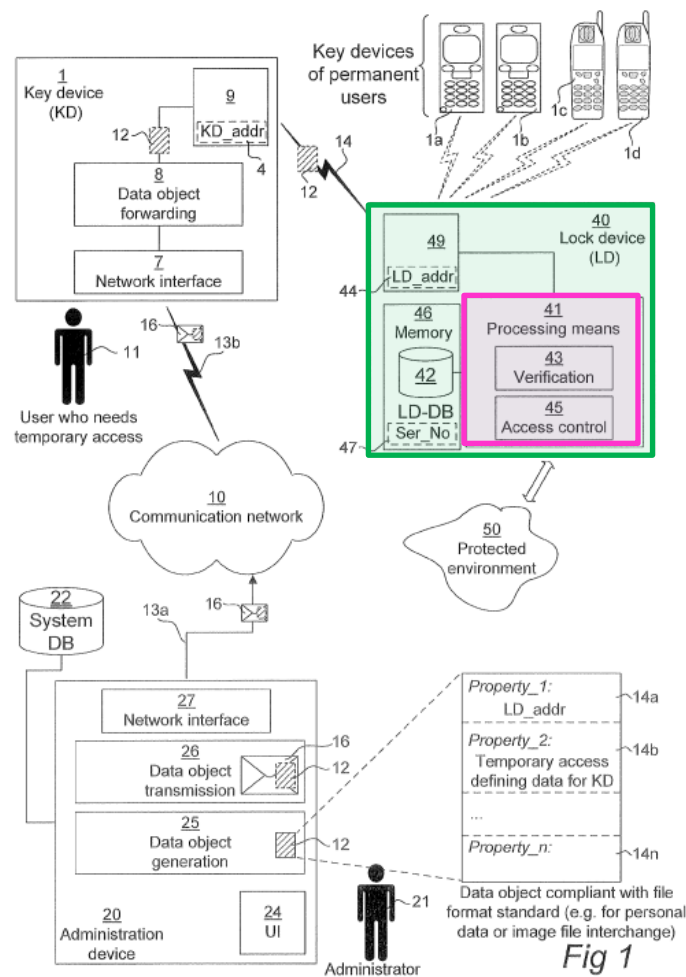 Key devices
of permanent
users
1a
1b
1c
1d
1
Key device
(KD)
9
KD_addr
4
12
8
Data object
forwarding
7
Network interface
12
14
40
Lock device
(LD)
49
LD_addr
44
46
Memory
42
LD-DB
Ser_No
47
41
Processing means
43
Verification
45
Access control
16
13b
11
User who needs
temporary access
10
Communication network
50
Protected
environment
16
13a
22
System
DB
27
Network interface
26
Data object
transmission
16
12
25
Data object
generation
12
20
Administration
device
24
UI
21
Administrator
Property_1:
LD_addr
14a
Property_2:
Temporary access
defining data for KD
14b
...
Property_n:
14n
Data object compliant with file
format standard (e.g. for personal
data or image file interchange)
Fig 1